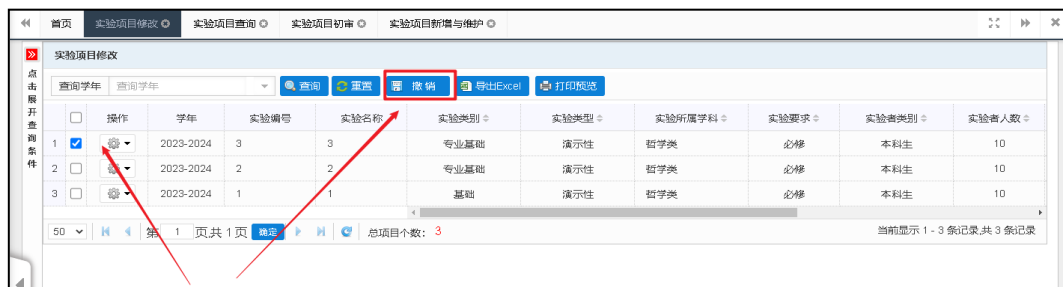 首页 实验项目修改 实验项目查询 实验项目初审 实验项目新增与维护
实验项目修改
点击展开查询条件
查询学年 查询学年 查询 重置 撤销 导出Excel 打印预览
操作 学年 实验编号 实验名称 实验类别 实验类型 实验所属学科 实验要求 实验者类别 实验者人数
1 2023-2024 3 3 专业基础 演示性 哲学类 必修 本科生 10
2 2023-2024 2 2 专业基础 演示性 哲学类 必修 本科生 10
3 2023-2024 1 1 基础 演示性 哲学类 必修 本科生 10
50 第 1 页,共 1 页 确定 总项目个数: 3 当前显示 1 - 3 条记录,共 3 条记录